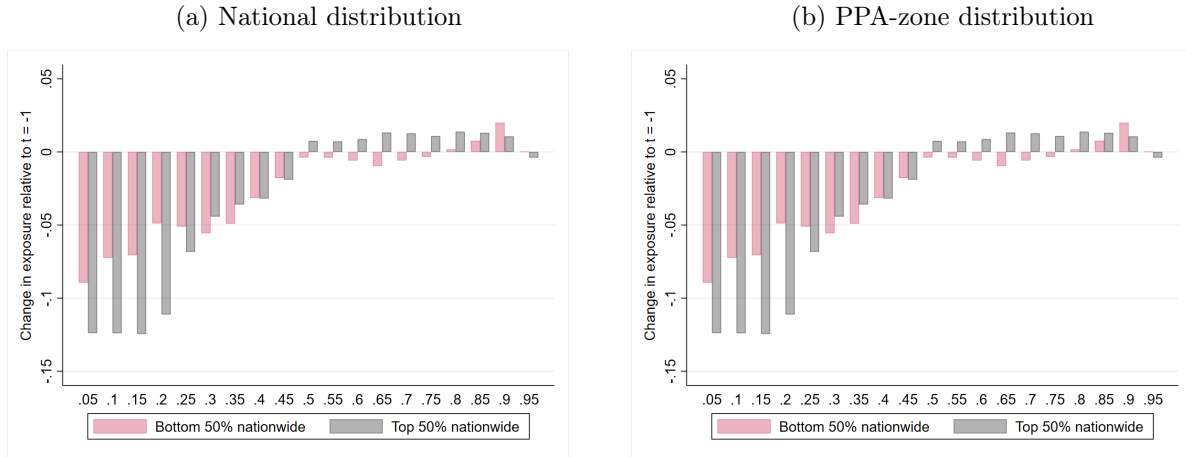 (a) National distribution
Change in exposure relative to t = -1
.05
0
-.05
-.1
-.15
.05 .1 .15 .2 .25 .3 .35 .4 .45 .5 .55 .6 .65 .7 .75 .8 .85 .9 .95
Bottom 50% nationwide Top 50% nationwide
(b) PPA-zone distribution
Change in exposure relative to t = -1
.05
0
-.05
-.1
-.15
.05 .1 .15 .2 .25 .3 .35 .4 .45 .5 .55 .6 .65 .7 .75 .8 .85 .9 .95
Bottom 50% nationwide Top 50% nationwide